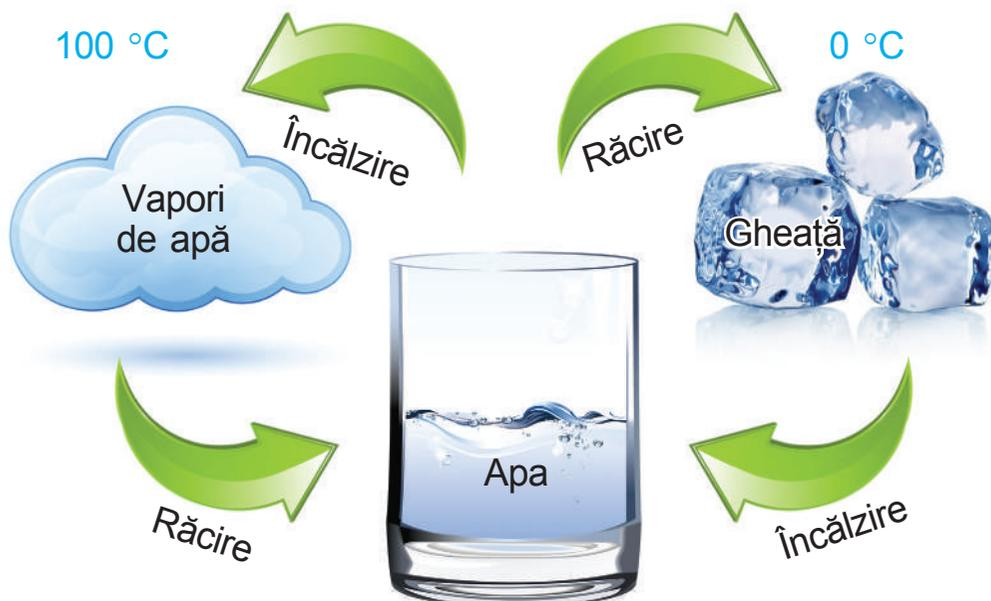 100 °C
0 °C
Încălzire
Răcire
Vapori
de apă
Gheață
Apa
Răcire
Încălzire